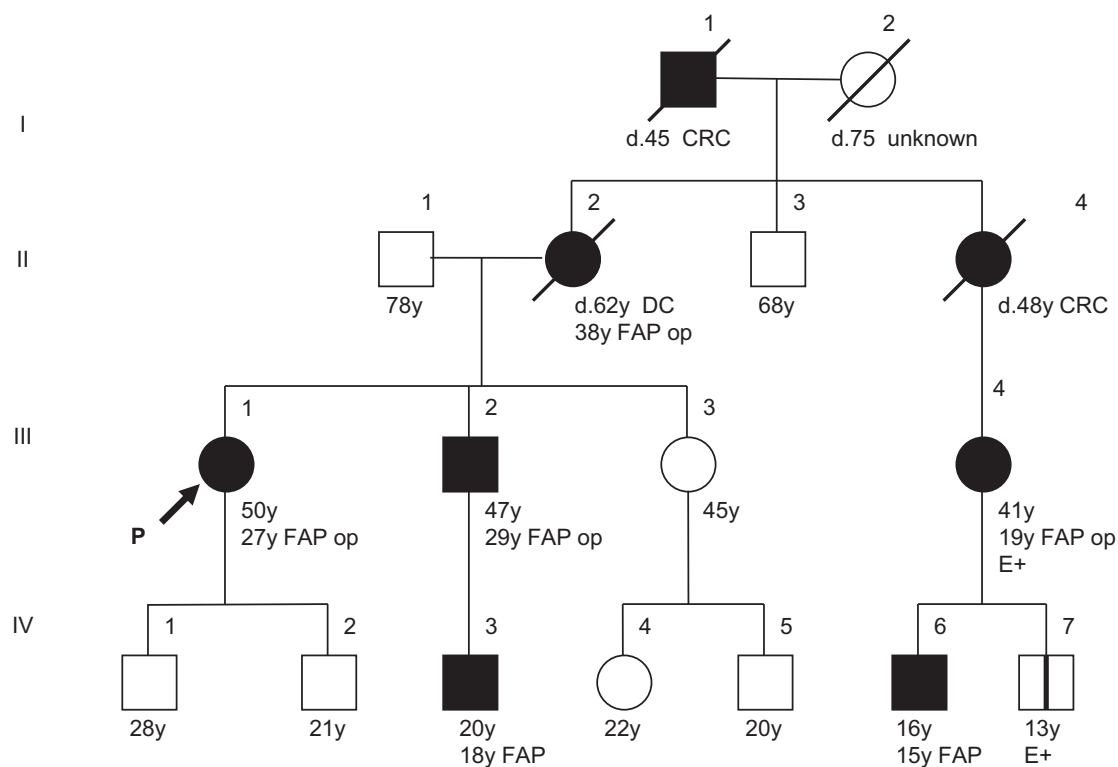 1 2
I
d.45 CRC d.75 unknown
1 2 3 4
II
78y d.62y DC 68y d.48y CRC
38y FAP op
1 2 3 4
III
P 50y 47y 45y 41y
27y FAP op 29y FAP op 19y FAP op
E+
IV 1 2 3 4 5 6 7
28y 21y 20y 22y 20y 16y 13y
18y FAP 15y FAP E+